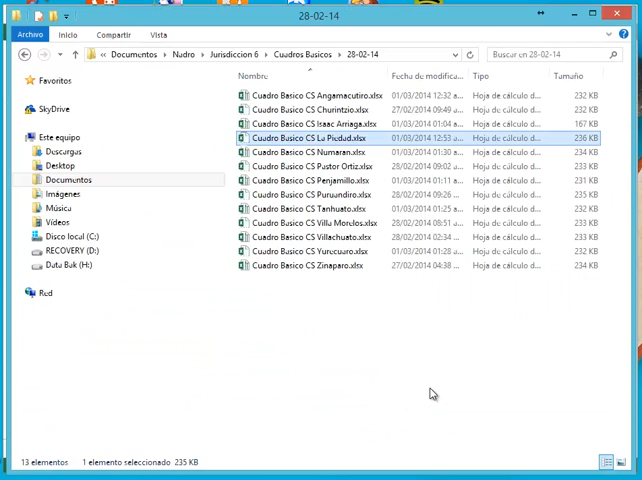 28-02-14
Archivo Inicio Compartir Vista
Documentos Nudro Jurisdiccion 6 Cuadros Basicos 28-02-14 Buscar en 28-02-14
Nombre Fecha de modifica... Tipo Tamaño
Favoritos
SkyDrive
Este equipo
Descargas
Desktop
Documentos
Imágenes
Música
Vídeos
Disco local (C:)
RECOVERY (D:)
Data Bak (H:)
Red
Cuadro Basico CS Angamacutiro.xlsx 01/03/2014 12:32 a... Hoja de cálculo d... 232 KB
Cuadro Basico CS Churintzio.xlsx 27/02/2014 09:49 ... Hoja de cálculo d... 232 KB
Cuadro Basico CS Isaac Arriaga.xlsx 01/03/2014 01:04 ... Hoja de cálculo d... 167 KB
Cuadro Basico CS La Piedad.xlsx 01/03/2014 12:53 ... Hoja de cálculo d... 236 KB
Cuadro Basico CS Numaran.xlsx 01/03/2014 01:30 ... Hoja de cálculo d... 232 KB
Cuadro Basico CS Pastor Ortiz.xlsx 28/02/2014 09:02 ... Hoja de cálculo d... 233 KB
Cuadro Basico CS Penjamillo.xlsx 01/03/2014 01:11 ... Hoja de cálculo d... 231 KB
Cuadro Basico CS Puruandiro.xlsx 28/02/2014 09:26 ... Hoja de cálculo d... 235 KB
Cuadro Basico CS Tanhuato.xlsx 01/03/2014 01:25 ... Hoja de cálculo d... 232 KB
Cuadro Basico CS Villa Morelos.xlsx 28/02/2014 08:51 ... Hoja de cálculo d... 233 KB
Cuadro Basico CS Villachuato.xlsx 28/02/2014 02:34 ... Hoja de cálculo d... 233 KB
Cuadro Basico CS Yurecuaro.xlsx 01/03/2014 01:28 ... Hoja de cálculo d... 232 KB
Cuadro Basico CS Zinaparo.xlsx 27/02/2014 04:38 ... Hoja de cálculo d... 234 KB
13 elementos 1 elemento seleccionado 235 KB